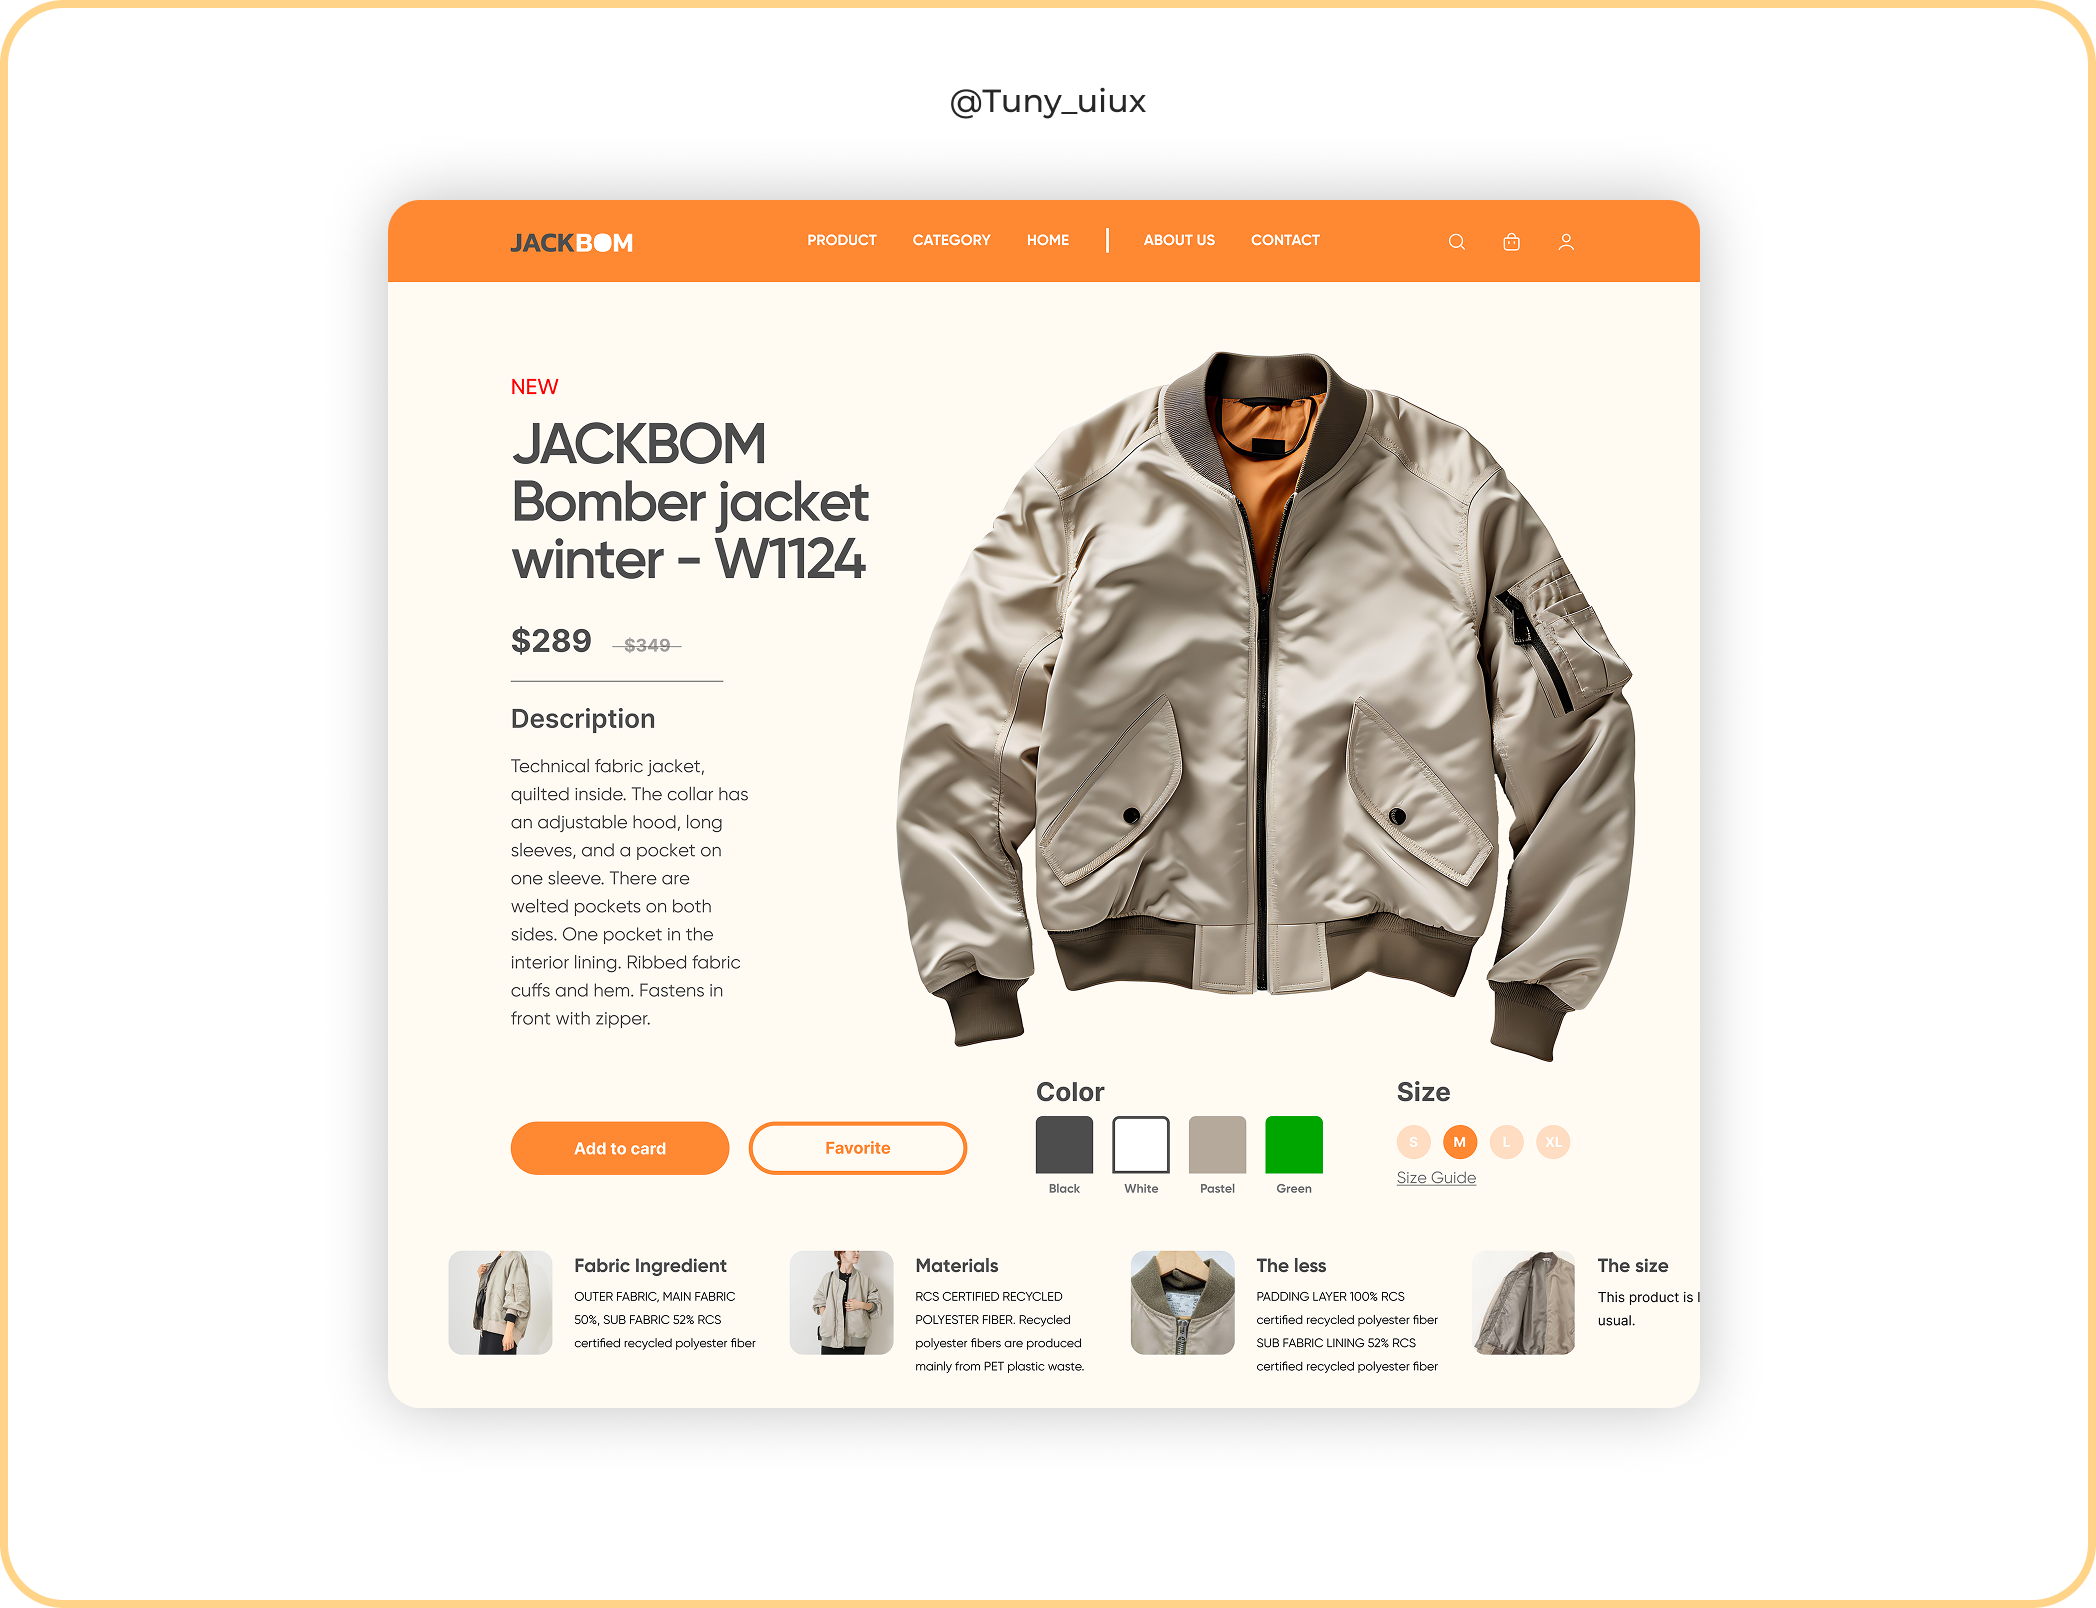 @Tuny_uiux
JACKBOM
PRODUCT CATEGORY HOME ABOUT US CONTACT
NEW
JACKBOM
Bomber jacket
winter - W1124
$289 $349
Description
Technical fabric jacket,
quilted inside. The collar has
an adjustable hood, long
sleeves, and a pocket on
one sleeve. There are
welted pockets on both
sides. One pocket in the
interior lining. Ribbed fabric
cuffs and hem. Fastens in
front with zipper.
Add to card
Favorite
Color
Black White Pastel Green
Size
S M L XL
Size Guide
Fabric Ingredient
OUTER FABRIC, MAIN FABRIC
50%, SUB FABRIC 52% RCS
certified recycled polyester fiber
Materials
RCS CERTIFIED RECYCLED
POLYESTER FIBER. Recycled
polyester fibers are produced
mainly from PET plastic waste.
The less
PADDING LAYER 100% RCS
certified recycled polyester fiber
SUB FABRIC LINING 52% RCS
certified recycled polyester fiber
The size
This product is
usual.